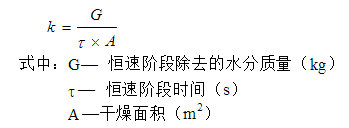 k = G / (τ × A)
式中：G— 恒速阶段除去的水分质量（kg）
τ — 恒速阶段时间（s）
A—干燥面积（m²）